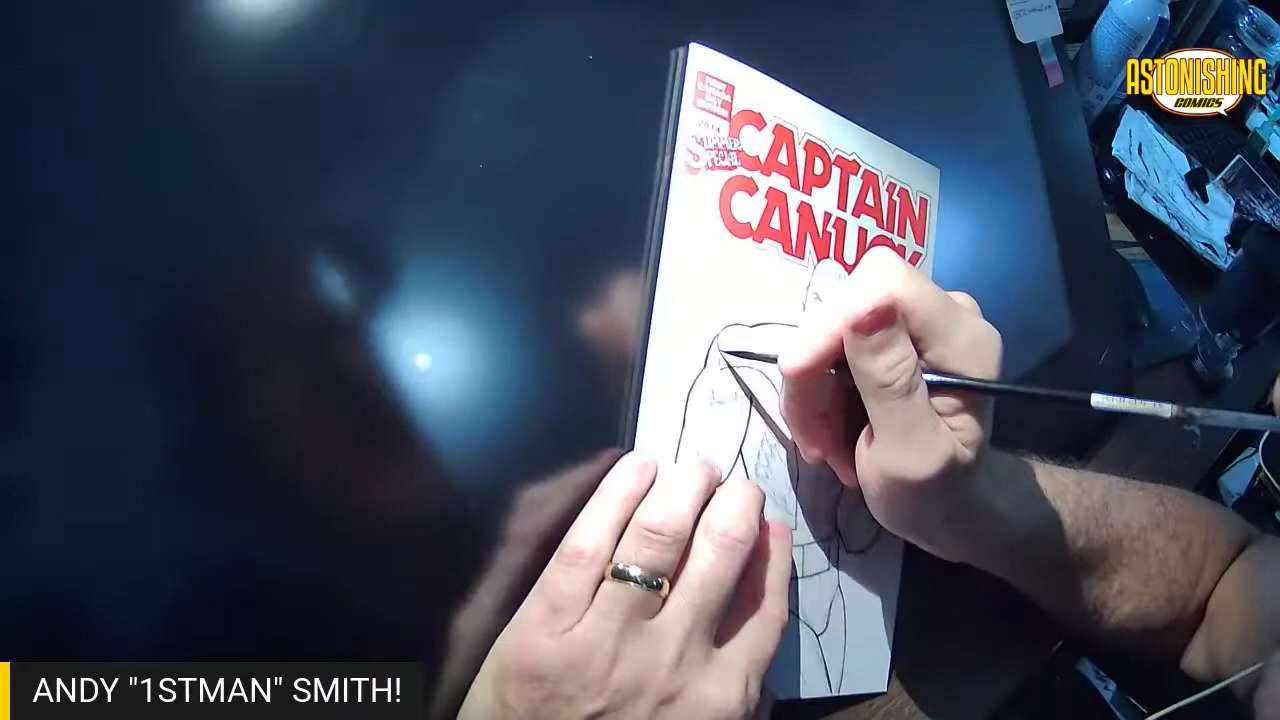 ASTONISHING
COMICS
2014
SUMMER
SPECIAL
CAPTAIN
CANUCK
ANDY "1STMAN" SMITH!